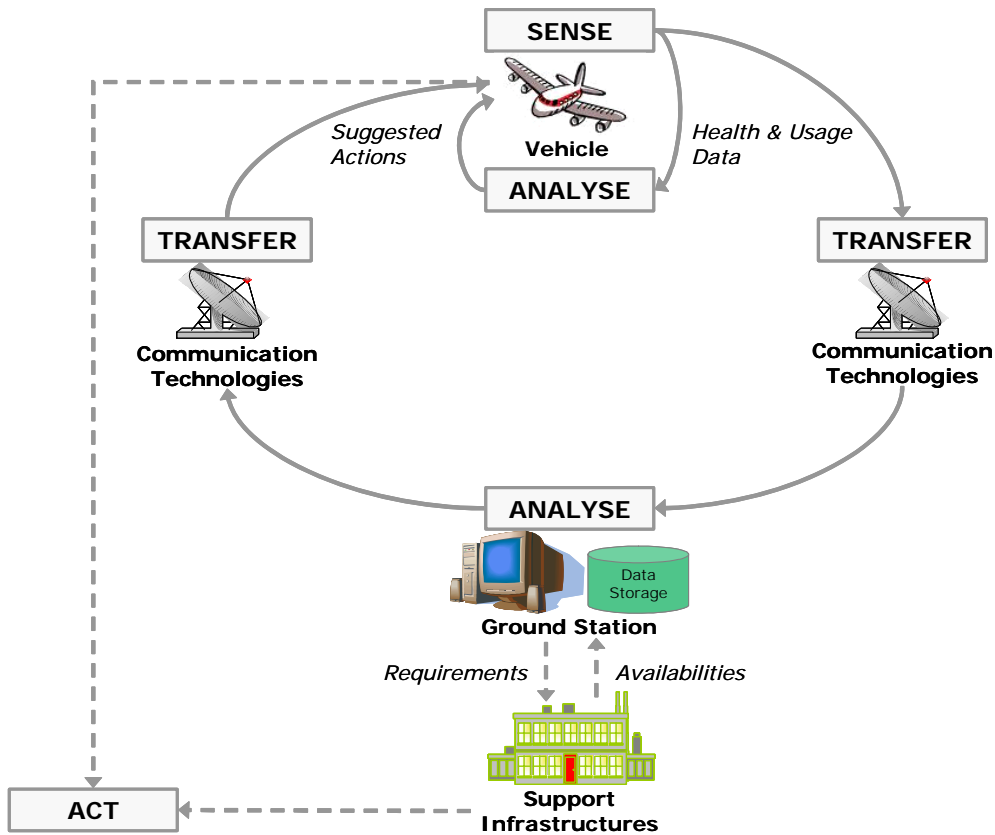 SENSE
Vehicle
ANALYSE
Suggested
Actions
Health & Usage
Data
TRANSFER
Communication
Technologies
TRANSFER
Communication
Technologies
ANALYSE
Data
Storage
Ground Station
Requirements
Availabilities
Support
Infrastructures
ACT